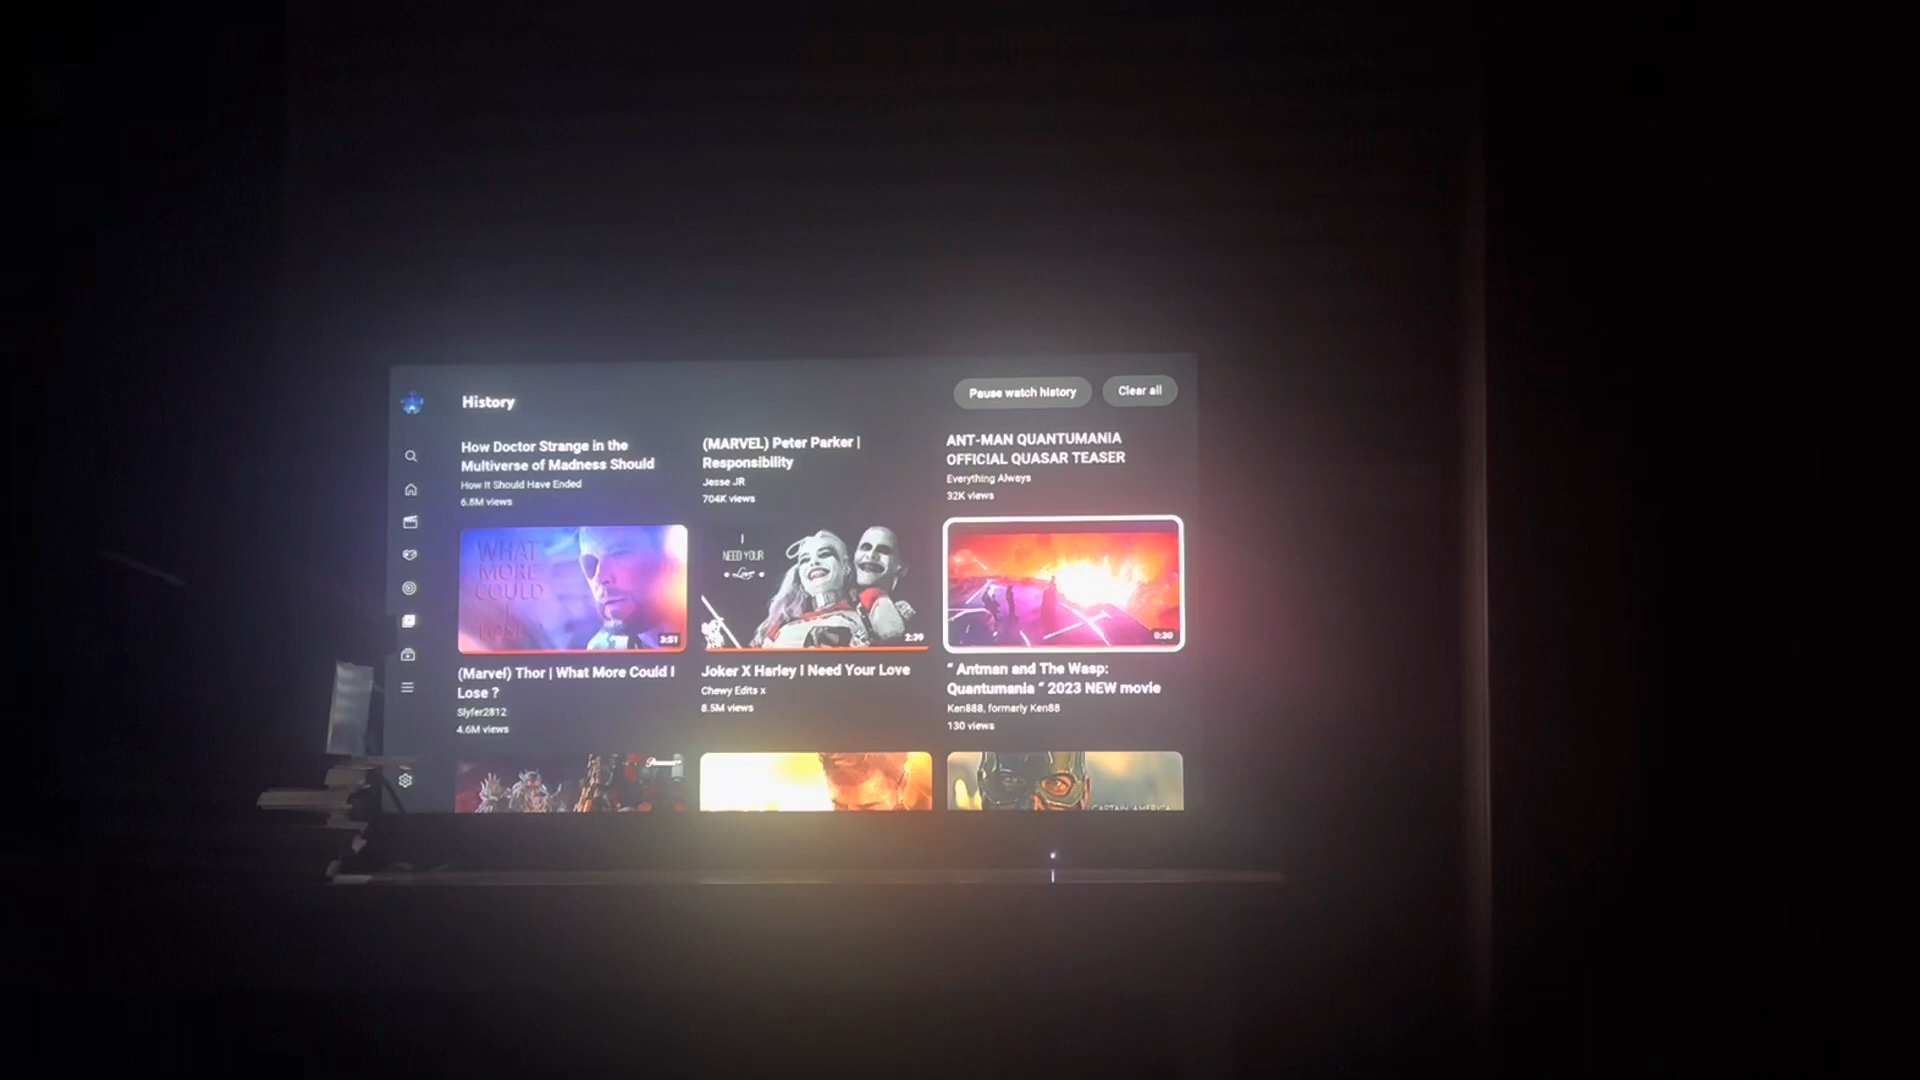 History
Pause watch history
Clear all
How Doctor Strange in the
Multiverse of Madness Should
How It Should Have Ended
6.8M views
(MARVEL) Peter Parker |
Responsibility
Jesse JR
704K views
ANT-MAN QUANTUMANIA
OFFICIAL QUASAR TEASER
Everything Always
32K views
WHAT
MORE
COULD
I
LOSE?
3:51
I
NEED YOUR
Love
2:39
0:30
(Marvel) Thor | What More Could I
Lose ?
Slyfer2812
4.6M views
Joker X Harley I Need Your Love
Chewy Edits x
8.5M views
“ Antman and The Wasp:
Quantumania “ 2023 NEW movie
Ken888, formerly Ken88
130 views
CAPTAIN AMERICA